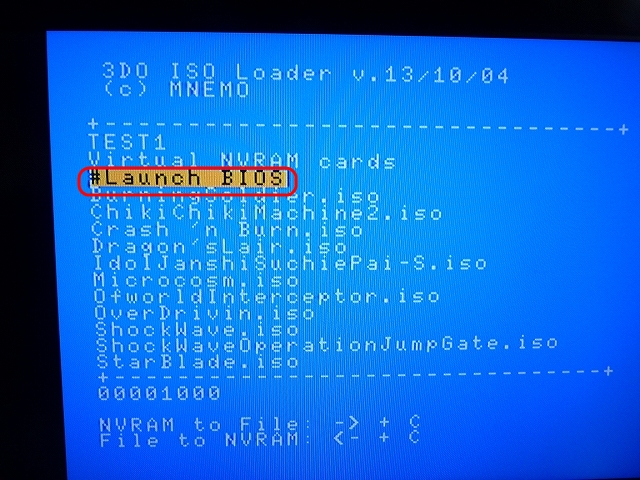 3DO ISO Loader v.13/10/04
(c) MNEMO
+--------------------------------+
TEST1
Virtual NVRAM cards
#Launch BIOS
BurningSoldier.iso
ChikiChikiMachine2.iso
Crash 'n Burn.iso
Dragon'sLair.iso
IdolJanshiSuchiePai-S.iso
Microcosm.iso
OfworldInterceptor.iso
OverDrivin.iso
ShockWave.iso
ShockWaveOperationJumpGate.iso
StarBlade.iso
+--------------------------------+
00001000
NVRAM to File: -> + C
File to NVRAM: <- + C